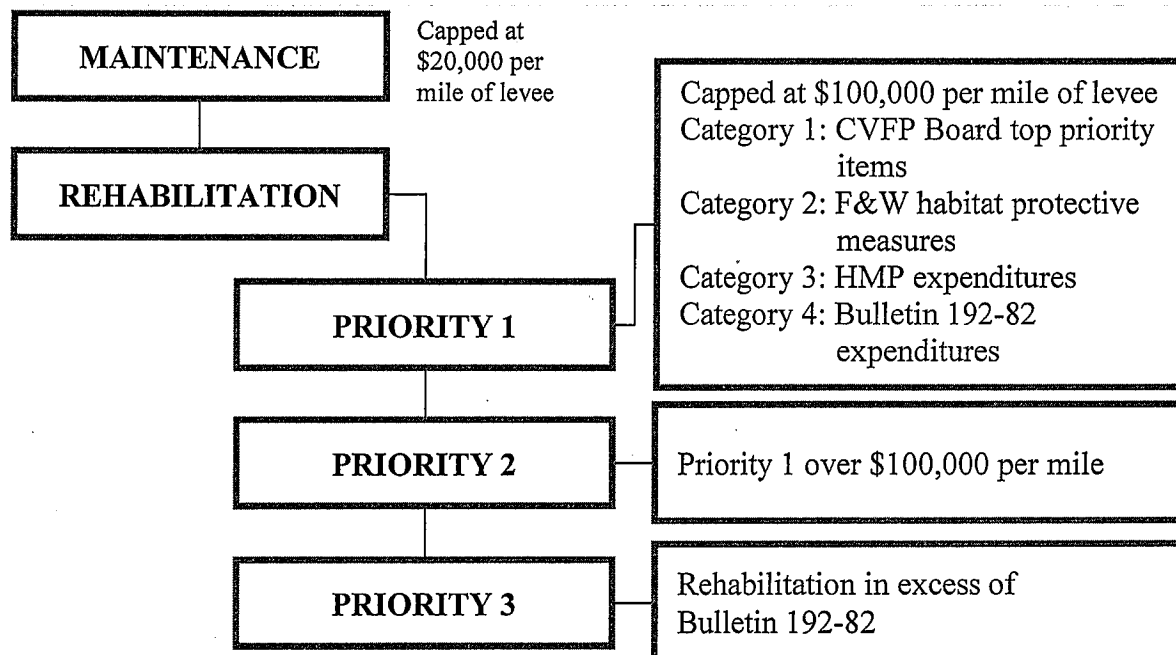 MAINTENANCE
Capped at
$20,000 per
mile of levee
REHABILITATION
PRIORITY 1
Capped at $100,000 per mile of levee
Category 1: CVFP Board top priority
items
Category 2: F&W habitat protective
measures
Category 3: HMP expenditures
Category 4: Bulletin 192-82
expenditures
PRIORITY 2
Priority 1 over $100,000 per mile
PRIORITY 3
Rehabilitation in excess of
Bulletin 192-82